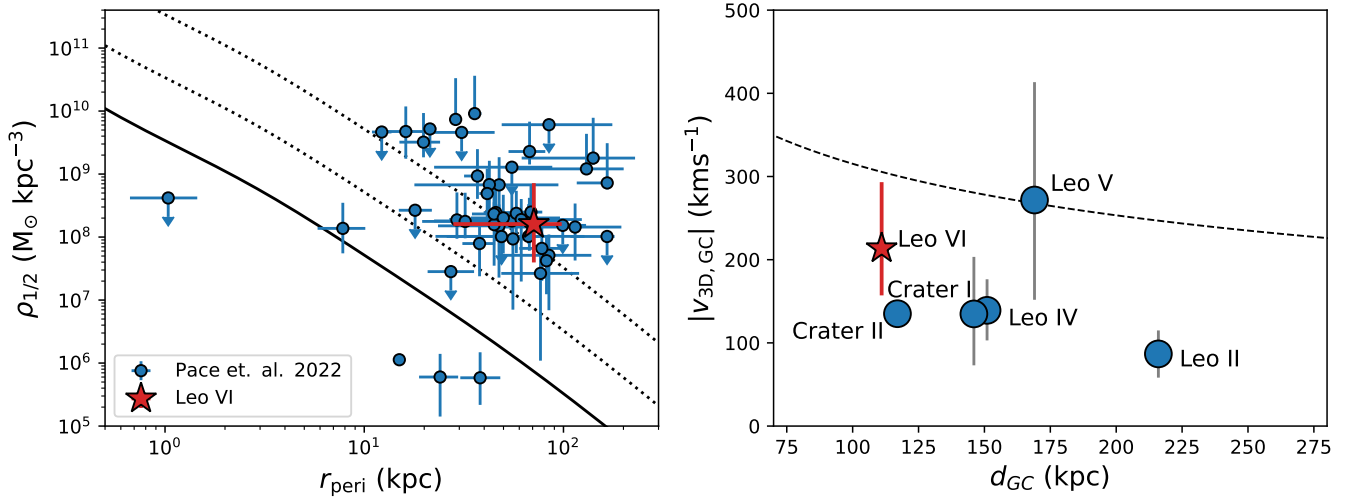 10¹¹
10¹⁰
10⁹
10⁸
10⁷
10⁶
10⁵
ρ₁/₂ (M⊙ kpc⁻³)
Pace et. al. 2022
Leo VI
10⁰
10¹
10²
r_peri (kpc)
500
400
300
200
100
0
|v₃D, GC| (kms⁻¹)
Leo V
Leo VI
Crater I
Leo IV
Crater II
Leo II
75
100
125
150
175
200
225
250
275
d_GC (kpc)